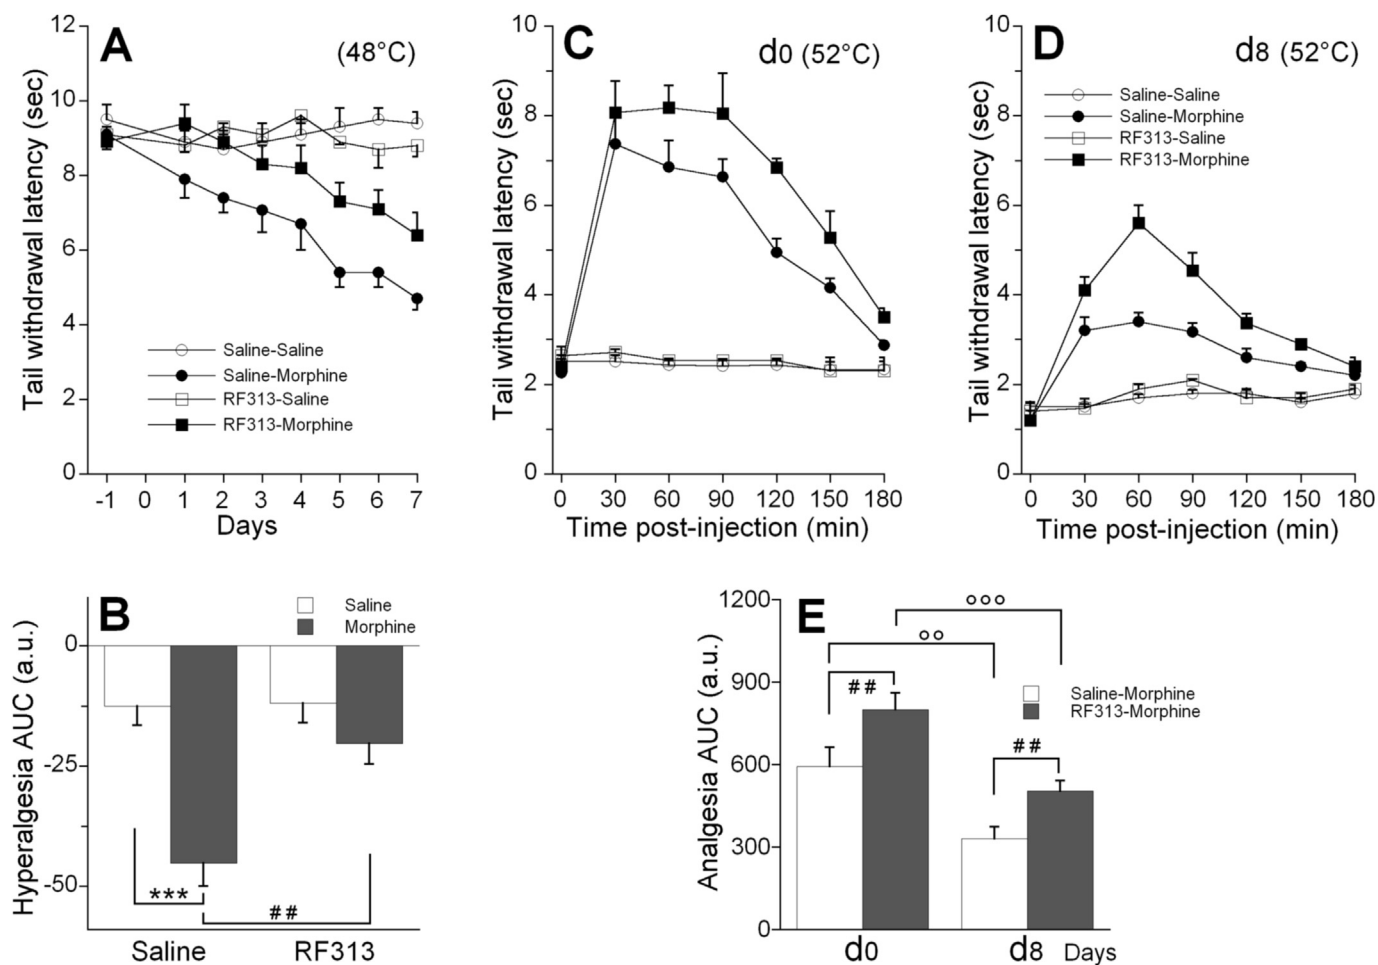 A
(48°C)
Tail withdrawal latency (sec)
12
10
8
6
4
2
0
Saline-Saline
Saline-Morphine
RF313-Saline
RF313-Morphine
-1 0 1 2 3 4 5 6 7
Days
C
d0 (52°C)
Tail withdrawal latency (sec)
10
8
6
4
2
0
0 30 60 90 120 150 180
Time post-injection (min)
D
d8 (52°C)
Tail withdrawal latency (sec)
10
8
6
4
2
0
Saline-Saline
Saline-Morphine
RF313-Saline
RF313-Morphine
0 30 60 90 120 150 180
Time post-injection (min)
B
Saline
Morphine
Hyperalgesia AUC (a.u.)
0
-25
-50
***
##
Saline RF313
E
Analgesia AUC (a.u.)
1200
900
600
300
0
°°°
°°
##
##
Saline-Morphine
RF313-Morphine
d0 d8 Days